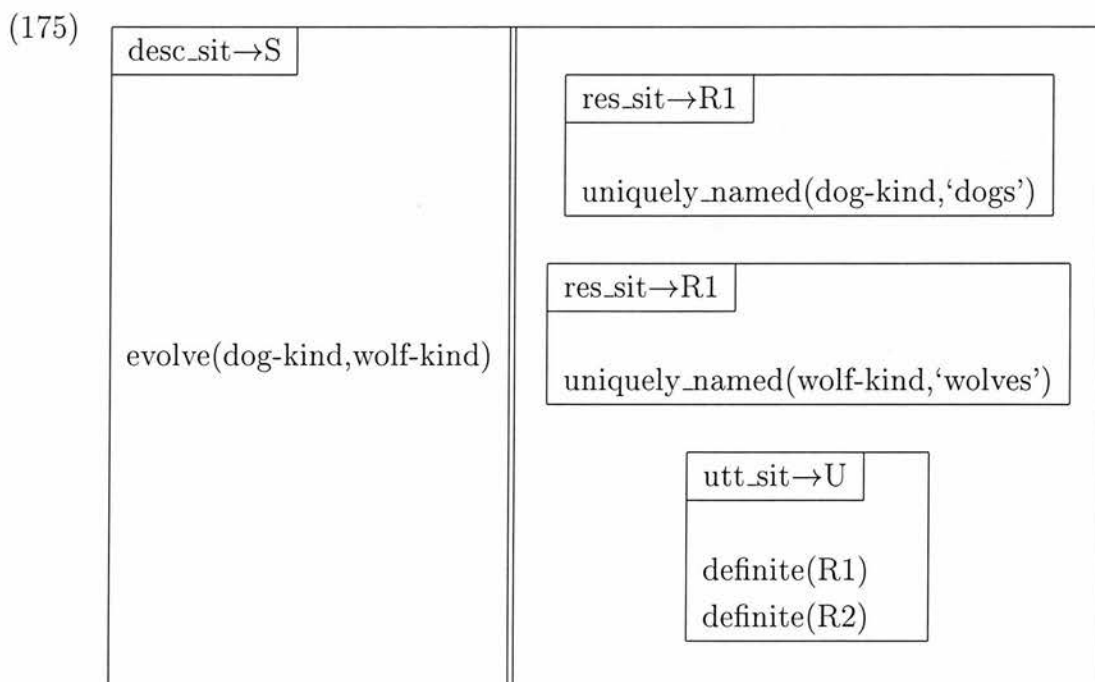 (175)
desc_sit→S
res_sit→R1
uniquely_named(dog-kind,‘dogs’)
res_sit→R1
evolve(dog-kind,wolf-kind)
uniquely_named(wolf-kind,‘wolves’)
utt_sit→U
definite(R1)
definite(R2)